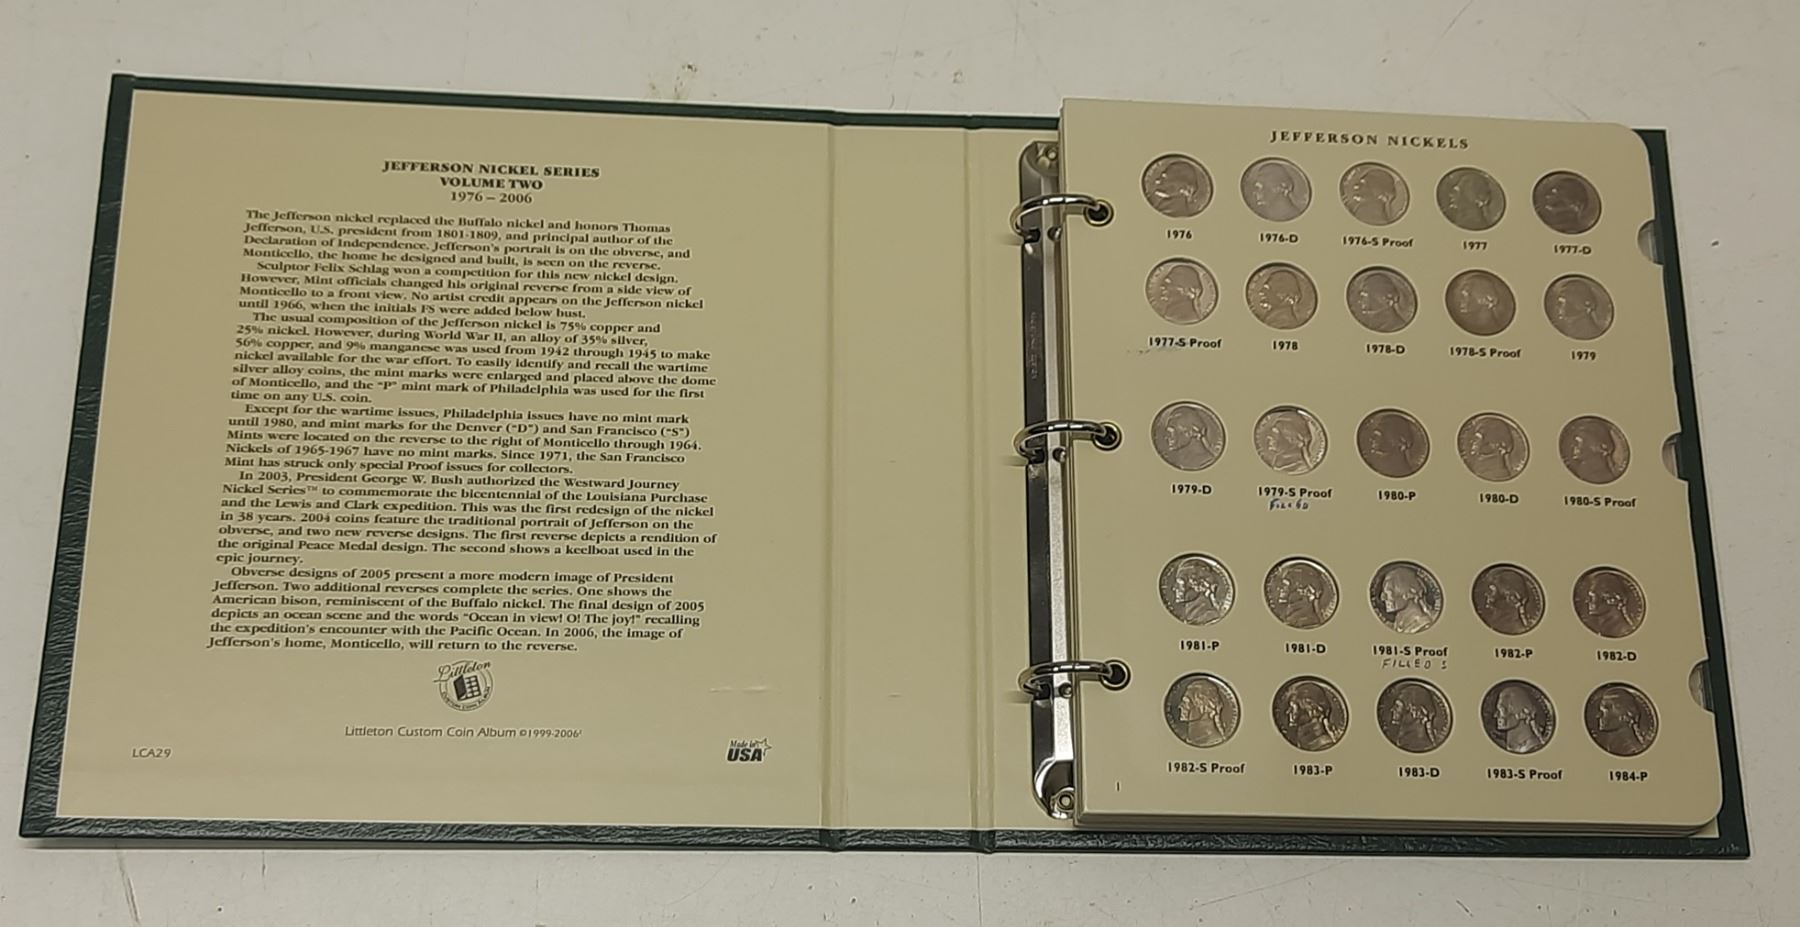 JEFFERSON NICKEL SERIES
VOLUME TWO
1976 – 2006
The Jefferson nickel replaced the Buffalo nickel and honors Thomas
Jefferson, U.S. president from 1801-1809, and principal author of the
Declaration of Independence. Jefferson's portrait is on the obverse, and
Monticello, the home he designed and built, is seen on the reverse.
Sculptor Felix Schlag won a competition for this new nickel design.
However, Mint officials changed his original reverse from a side view of
Monticello to a front view. No artist credit appears on the Jefferson nickel
until 1966, when the initials FS were added below bust.
The usual composition of the Jefferson nickel is 75% copper and
25% nickel. However, during World War II, an alloy of 35% silver,
56% copper, and 9% manganese was used from 1942 through 1945 to make
nickel available for the war effort. To easily identify and recall the wartime
silver alloy coins, the mint marks were enlarged and placed above the dome
of Monticello, and the "P" mint mark of Philadelphia was used for the first
time on any U.S. coin.
Except for the wartime issues, Philadelphia issues have no mint mark
until 1980, and mint marks for the Denver ("D") and San Francisco ("S")
Mints were located on the reverse to the right of Monticello through 1964.
Nickels of 1965-1967 have no mint marks. Since 1971, the San Francisco
Mint has struck only special Proof issues for collectors.
In 2003, President George W. Bush authorized the Westward Journey
Nickel Series™ to commemorate the bicentennial of the Louisiana Purchase
and the Lewis and Clark expedition. This was the first redesign of the nickel
in 38 years. 2004 coins feature the traditional portrait of Jefferson on the
obverse, and two new reverse designs. The first reverse depicts a rendition of
the original Peace Medal design. The second shows a keelboat used in the
epic journey.
Obverse designs of 2005 present a more modern image of President
Jefferson. Two additional reverses complete the series. One shows the
American bison, reminiscent of the Buffalo nickel. The final design of 2005
depicts an ocean scene and the words "Ocean in view! O! The joy!" recalling
the expedition's encounter with the Pacific Ocean. In 2006, the image of
Jefferson's home, Monticello, will return to the reverse.
Littleton
CUSTOM COIN ALBUM
Littleton Custom Coin Album ©1999-2006
LCA29
Made in
USA
JEFFERSON NICKELS
1976 1976-D 1976-S Proof 1977 1977-D
1977-S Proof 1978 1978-D 1978-S Proof 1979
1979-D 1979-S Proof 1980-P 1980-D 1980-S Proof
FILLED
1981-P 1981-D 1981-S Proof 1982-P 1982-D
FILLED S
1982-S Proof 1983-P 1983-D 1983-S Proof 1984-P
1